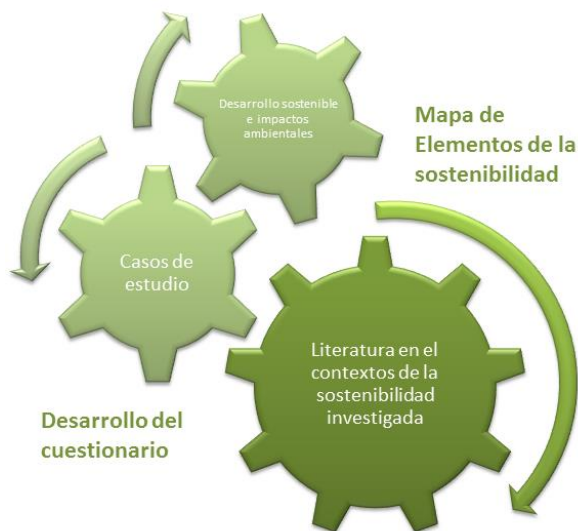 Desarrollo sostenible
e impactos
ambientales
Mapa de
Elementos de la
sostenibilidad
Casos de
estudio
Literatura en el
contextos de la
sostenibilidad
investigada
Desarrollo del
cuestionario